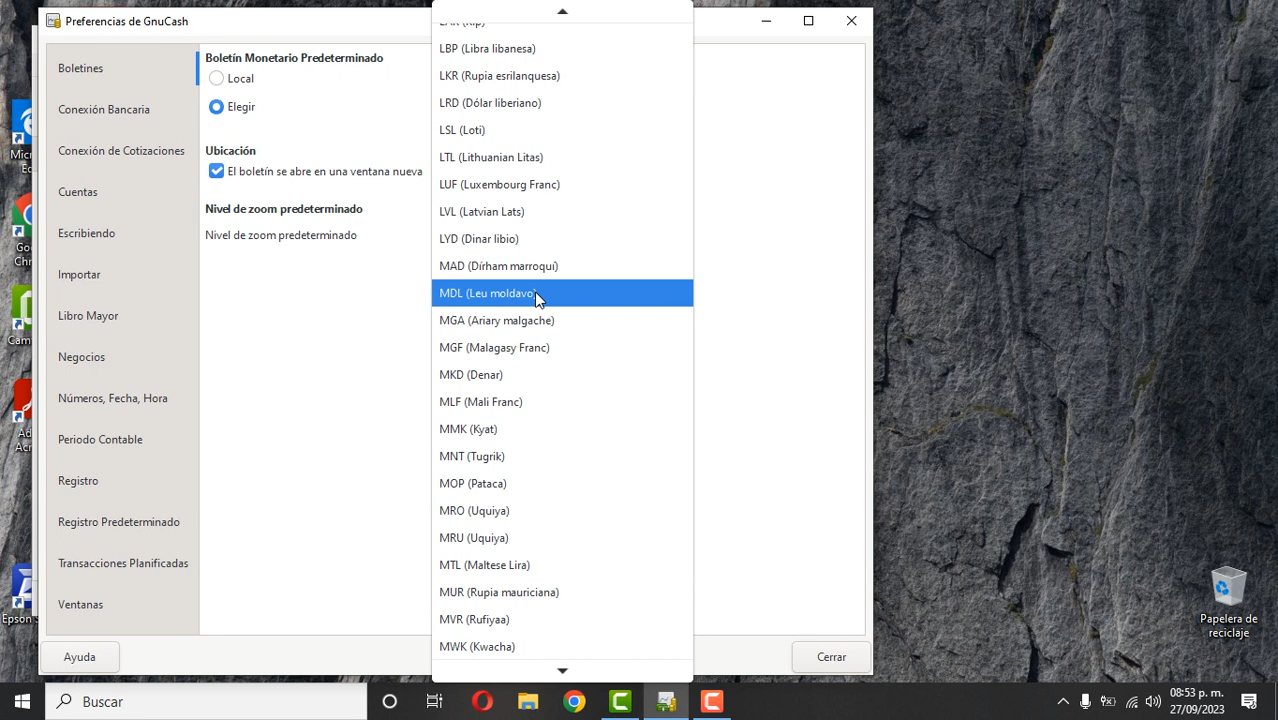 Preferencias de GnuCash
Boletines
Conexión Bancaria
Conexión de Cotizaciones
Cuentas
Escribiendo
Importar
Libro Mayor
Negocios
Números, Fecha, Hora
Periodo Contable
Registro
Registro Predeterminado
Transacciones Planificadas
Ventanas
Boletín Monetario Predeterminado
Local
Elegir
Ubicación
El boletín se abre en una ventana nueva
Nivel de zoom predeterminado
Nivel de zoom predeterminado
LBP (Libra libanesa)
LKR (Rupia esrilanquesa)
LRD (Dólar liberiano)
LSL (Loti)
LTL (Lithuanian Litas)
LUF (Luxembourg Franc)
LVL (Latvian Lats)
LYD (Dinar libio)
MAD (Dírham marroquí)
MDL (Leu moldavo)
MGA (Ariary malgache)
MGF (Malagasy Franc)
MKD (Denar)
MLF (Mali Franc)
MMK (Kyat)
MNT (Tugrik)
MOP (Pataca)
MRO (Uquiya)
MRU (Uquiya)
MTL (Maltese Lira)
MUR (Rupia mauriciana)
MVR (Rufiyaa)
MWK (Kwacha)
Ayuda
Cerrar
Micr
Goo
Cam
Ad
Acr
Epson S
Papelera de
reciclaje
Buscar
08:53 p. m.
27/09/2023